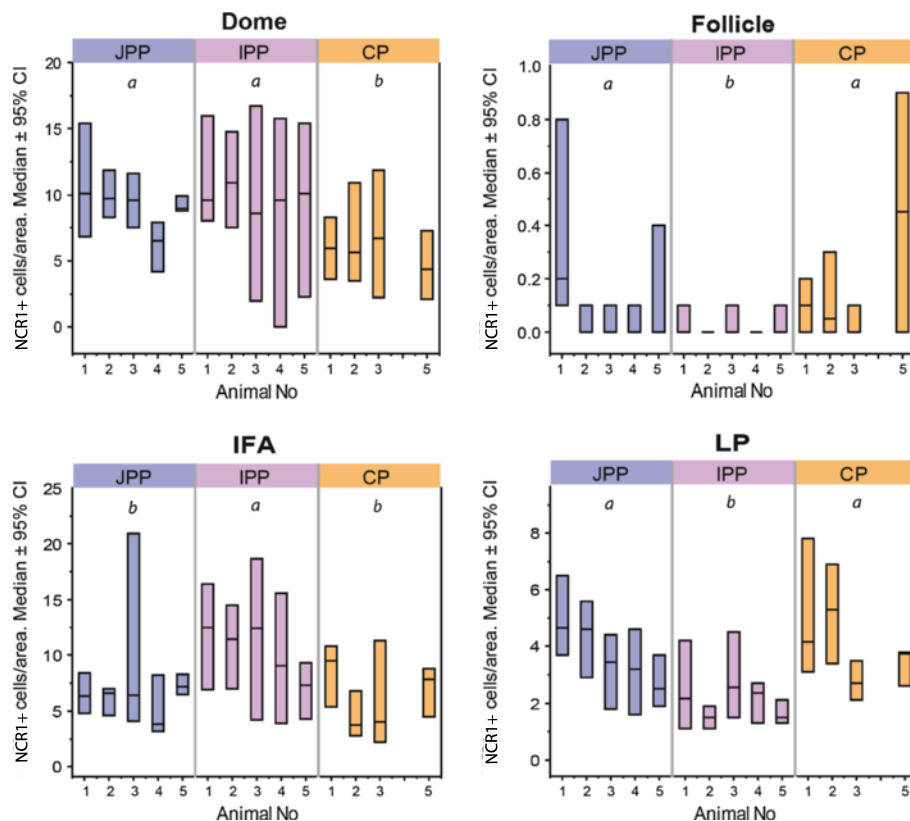 Dome
JPP IPP CP
a a b
NCR1+ cells/area. Median ± 95% CI
20
15
10
5
0
1 2 3 4 5 1 2 3 4 5 1 2 3 5
Animal No
Follicle
JPP IPP CP
a b a
NCR1+ cells/area. Median ± 95% CI
1.0
0.8
0.6
0.4
0.2
0.0
1 2 3 4 5 1 2 3 4 5 1 2 3 5
Animal No
IFA
JPP IPP CP
b a b
NCR1+ cells/area. Median ± 95% CI
25
20
15
10
5
0
1 2 3 4 5 1 2 3 4 5 1 2 3 5
Animal No
LP
JPP IPP CP
a b a
NCR1+ cells/area. Median ± 95% CI
8
6
4
2
0
1 2 3 4 5 1 2 3 4 5 1 2 3 5
Animal No